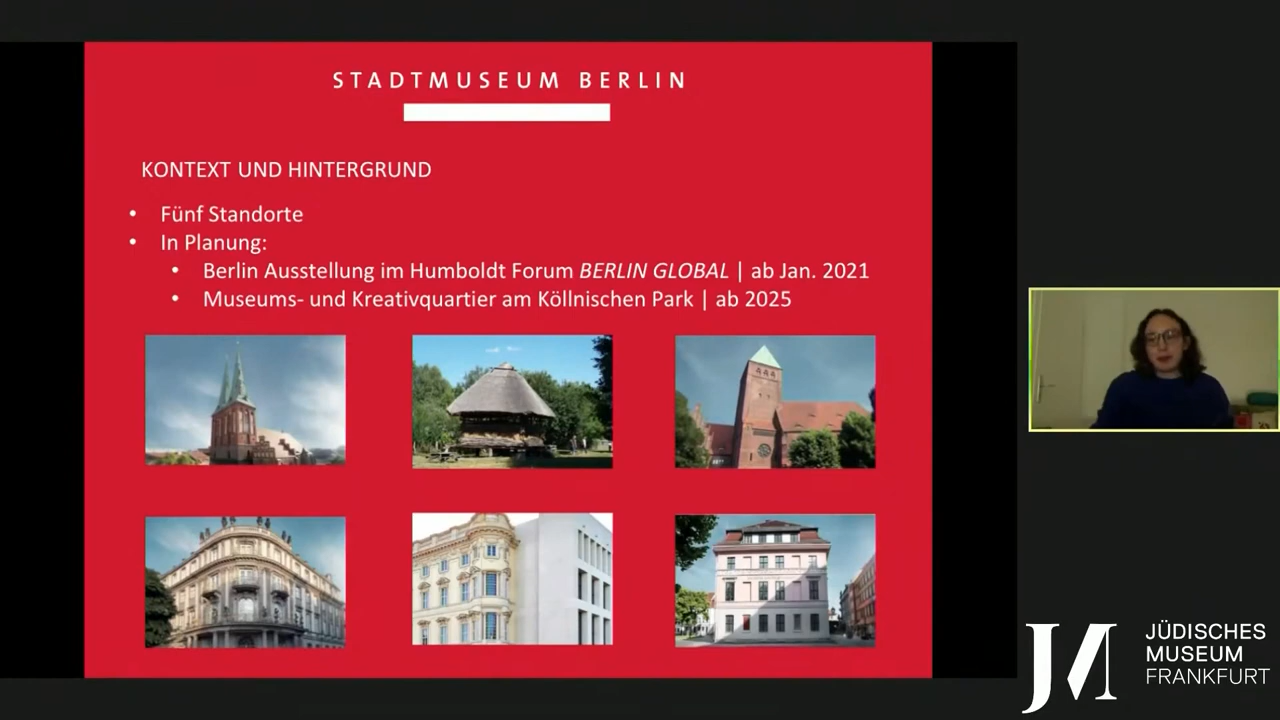 STADTMUSEUM BERLIN
KONTEXT UND HINTERGRUND
• Fünf Standorte
• In Planung:
• Berlin Ausstellung im Humboldt Forum BERLIN GLOBAL | ab Jan. 2021
• Museums- und Kreativquartier am Köllnischen Park | ab 2025
JM
JÜDISCHES
MUSEUM
FRANKFURT